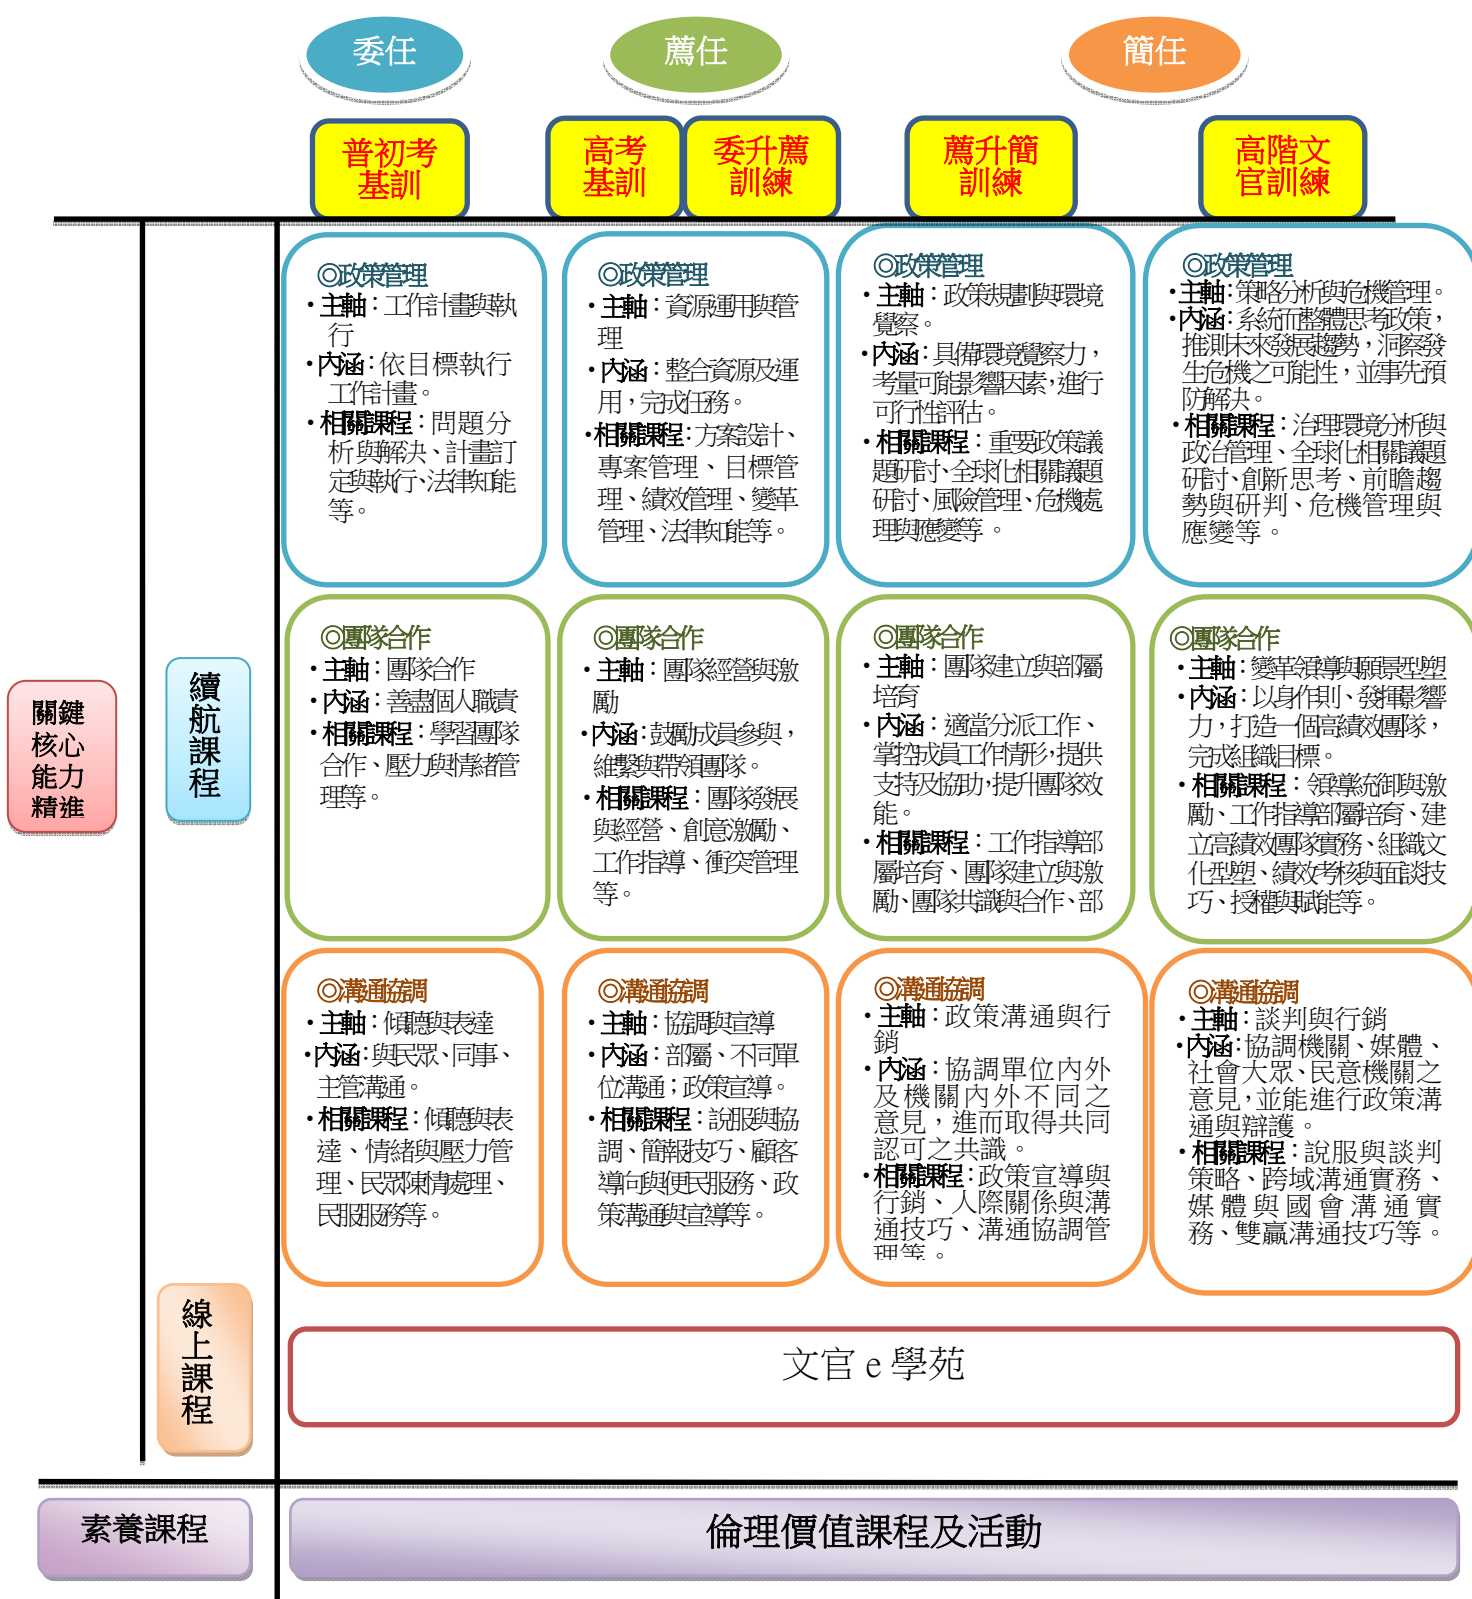 委任
薦任
簡任
普初考
基訓
高考
基訓
委升薦
訓練
薦升簡
訓練
高階文
官訓練
關鍵
核心
能力
精進
續航課程
◎政策管理
・主軸：工作計畫與執
行
・內涵：依目標執行
工作計畫。
・相關課程：問題分
析與解決、計畫訂
定與執行、法律知能
等。
◎政策管理
・主軸：資源運用與管
理
・內涵：整合資源及運
用，完成任務。
・相關課程：方案設計、
專案管理、目標管
理、績效管理、變革
管理、法律知能等。
◎政策管理
・主軸：政策規劃與環境
覺察。
・內涵：具備環境覺察力，
考量可能影響因素，進行
可行性評估。
・相關課程：重要政策議
題研討、全球化相關議題
研討、風險管理、危機處
理與應變等。
◎政策管理
・主軸：策略分析與危機管理。
・內涵：系統而整體思考政策，
推測未來發展趨勢，洞察發
生危機之可能性，並事先預
防解決。
・相關課程：治理環境分析與
政治管理、全球化相關議題
研討、創新思考、前瞻趨
勢與研判、危機管理與
應變等。
◎團隊合作
・主軸：團隊合作
・內涵：善盡個人職責
・相關課程：學習團隊
合作、壓力與情緒管
理等。
◎團隊合作
・主軸：團隊經營與激
勵
・內涵：鼓勵成員參與，
維繫與帶領團隊。
・相關課程：團隊發展
與經營、創意激勵、
工作指導、衝突管理
等。
◎團隊合作
・主軸：團隊建立與部屬
培育
・內涵：適當分派工作、
掌控成員工作情形，提供
支持及協助，提升團隊效
能。
・相關課程：工作指導部
屬培育、團隊建立與激
勵、團隊共識與合作、部
◎團隊合作
・主軸：變革領導與願景型塑
・內涵：以身作則、發揮影響
力，打造一個高績效團隊，
完成組織目標。
・相關課程：領導統御與激
勵、工作指導部屬培育、建
立高績效團隊實務、組織文
化型塑、績效考核與面談技
巧、授權與賦能等。
◎溝通協調
・主軸：傾聽與表達
・內涵：與民眾、同事、
主管溝通。
・相關課程：傾聽與表
達、情緒與壓力管
理、民眾陳情處理、
民服服務等。
◎溝通協調
・主軸：協調與宣導
・內涵：部屬、不同單
位溝通；政策宣導。
・相關課程：說服與協
調、簡報技巧、顧客
導向與便民服務、政
策溝通與宣導等。
◎溝通協調
・主軸：政策溝通與行
銷
・內涵：協調單位內外
及機關內外不同之
意見，進而取得共同
認可之共識。
・相關課程：政策宣導與
行銷、人際關係與溝
通技巧、溝通協調管
理等。
◎溝通協調
・主軸：談判與行銷
・內涵：協調機關、媒體、
社會大眾、民意機關之
意見，並能進行政策溝
通與辯護。
・相關課程：說服與談判
策略、跨域溝通實務、
媒體與國會溝通實
務、雙贏溝通技巧等。
線上課程
文官 e 學苑
素養課程
倫理價值課程及活動